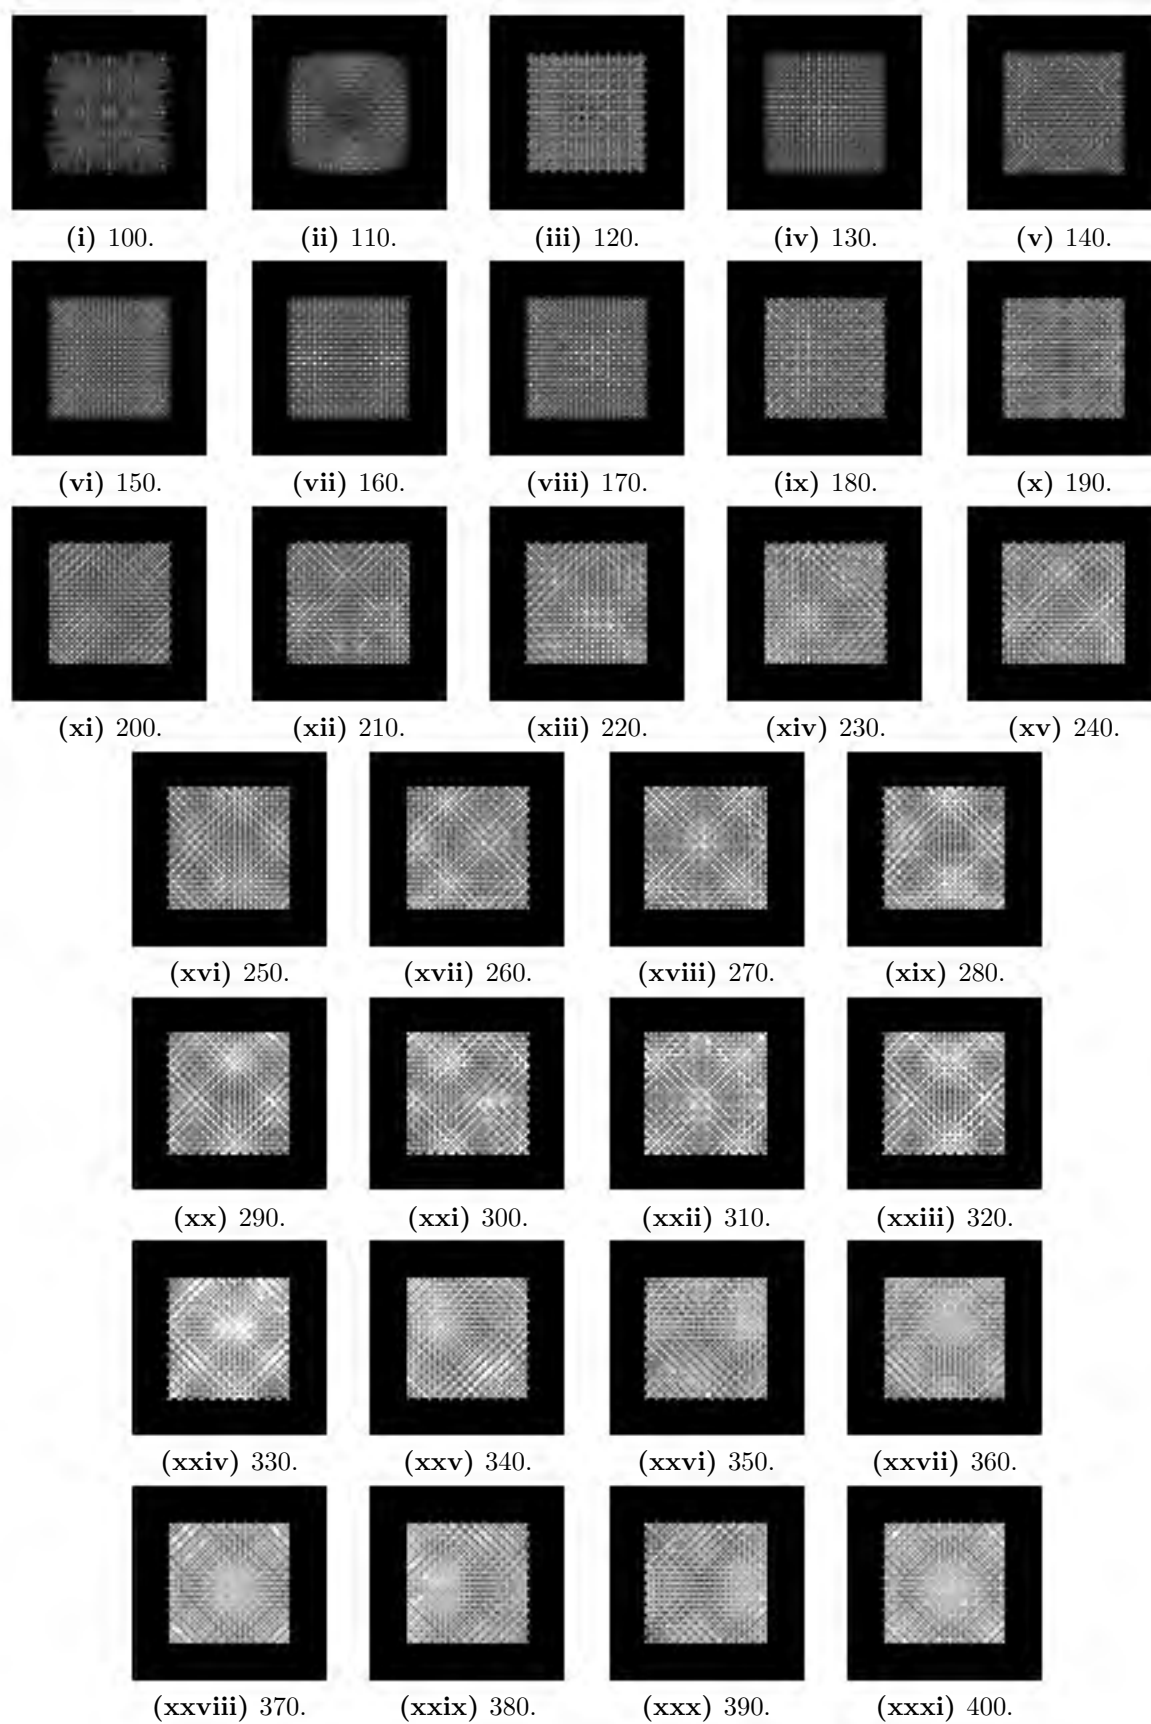 (i) 100. (ii) 110. (iii) 120. (iv) 130. (v) 140.
(vi) 150. (vii) 160. (viii) 170. (ix) 180. (x) 190.
(xi) 200. (xii) 210. (xiii) 220. (xiv) 230. (xv) 240.
(xvi) 250. (xvii) 260. (xviii) 270. (xix) 280.
(xx) 290. (xxi) 300. (xxii) 310. (xxiii) 320.
(xxiv) 330. (xxv) 340. (xxvi) 350. (xxvii) 360.
(xxviii) 370. (xxix) 380. (xxx) 390. (xxxi) 400.